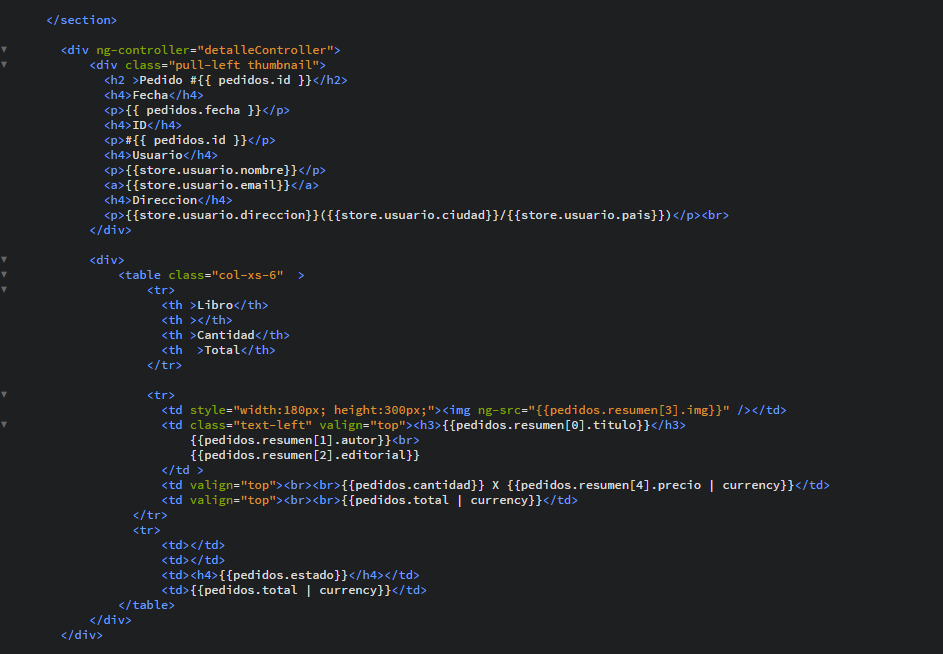 </section>
<div ng-controller="detalleController">
<div class="pull-left thumbnail">
<h2 >Pedido #{{ pedidos.id }}</h2>
<h4>Fecha</h4>
<p>{{ pedidos.fecha }}</p>
<h4>ID</h4>
<p>#{{ pedidos.id }}</p>
<h4>Usuario</h4>
<p>{{store.usuario.nombre}}</p>
<a>{{store.usuario.email}}</a>
<h4>Direccion</h4>
<p>{{store.usuario.direccion}}({{store.usuario.ciudad}}/{{store.usuario.pais}})</p><br>
</div>
<div>
<table class="col-xs-6"  >
<tr>
<th >Libro</th>
<th ></th>
<th >Cantidad</th>
<th  >Total</th>
</tr>
<tr>
<td style="width:180px; height:300px;"><img ng-src="{{pedidos.resumen[3].img}}" /></td>
<td class="text-left" valign="top"><h3>{{pedidos.resumen[0].titulo}}</h3>
{{pedidos.resumen[1].autor}}<br>
{{pedidos.resumen[2].editorial}}
</td >
<td valign="top"><br><br>{{pedidos.cantidad}} X {{pedidos.resumen[4].precio | currency}}</td>
<td valign="top"><br><br>{{pedidos.total | currency}}</td>
</tr>
<tr>
<td></td>
<td></td>
<td><h4>{{pedidos.estado}}</h4></td>
<td>{{pedidos.total | currency}}</td>
</table>
</div>
</div>